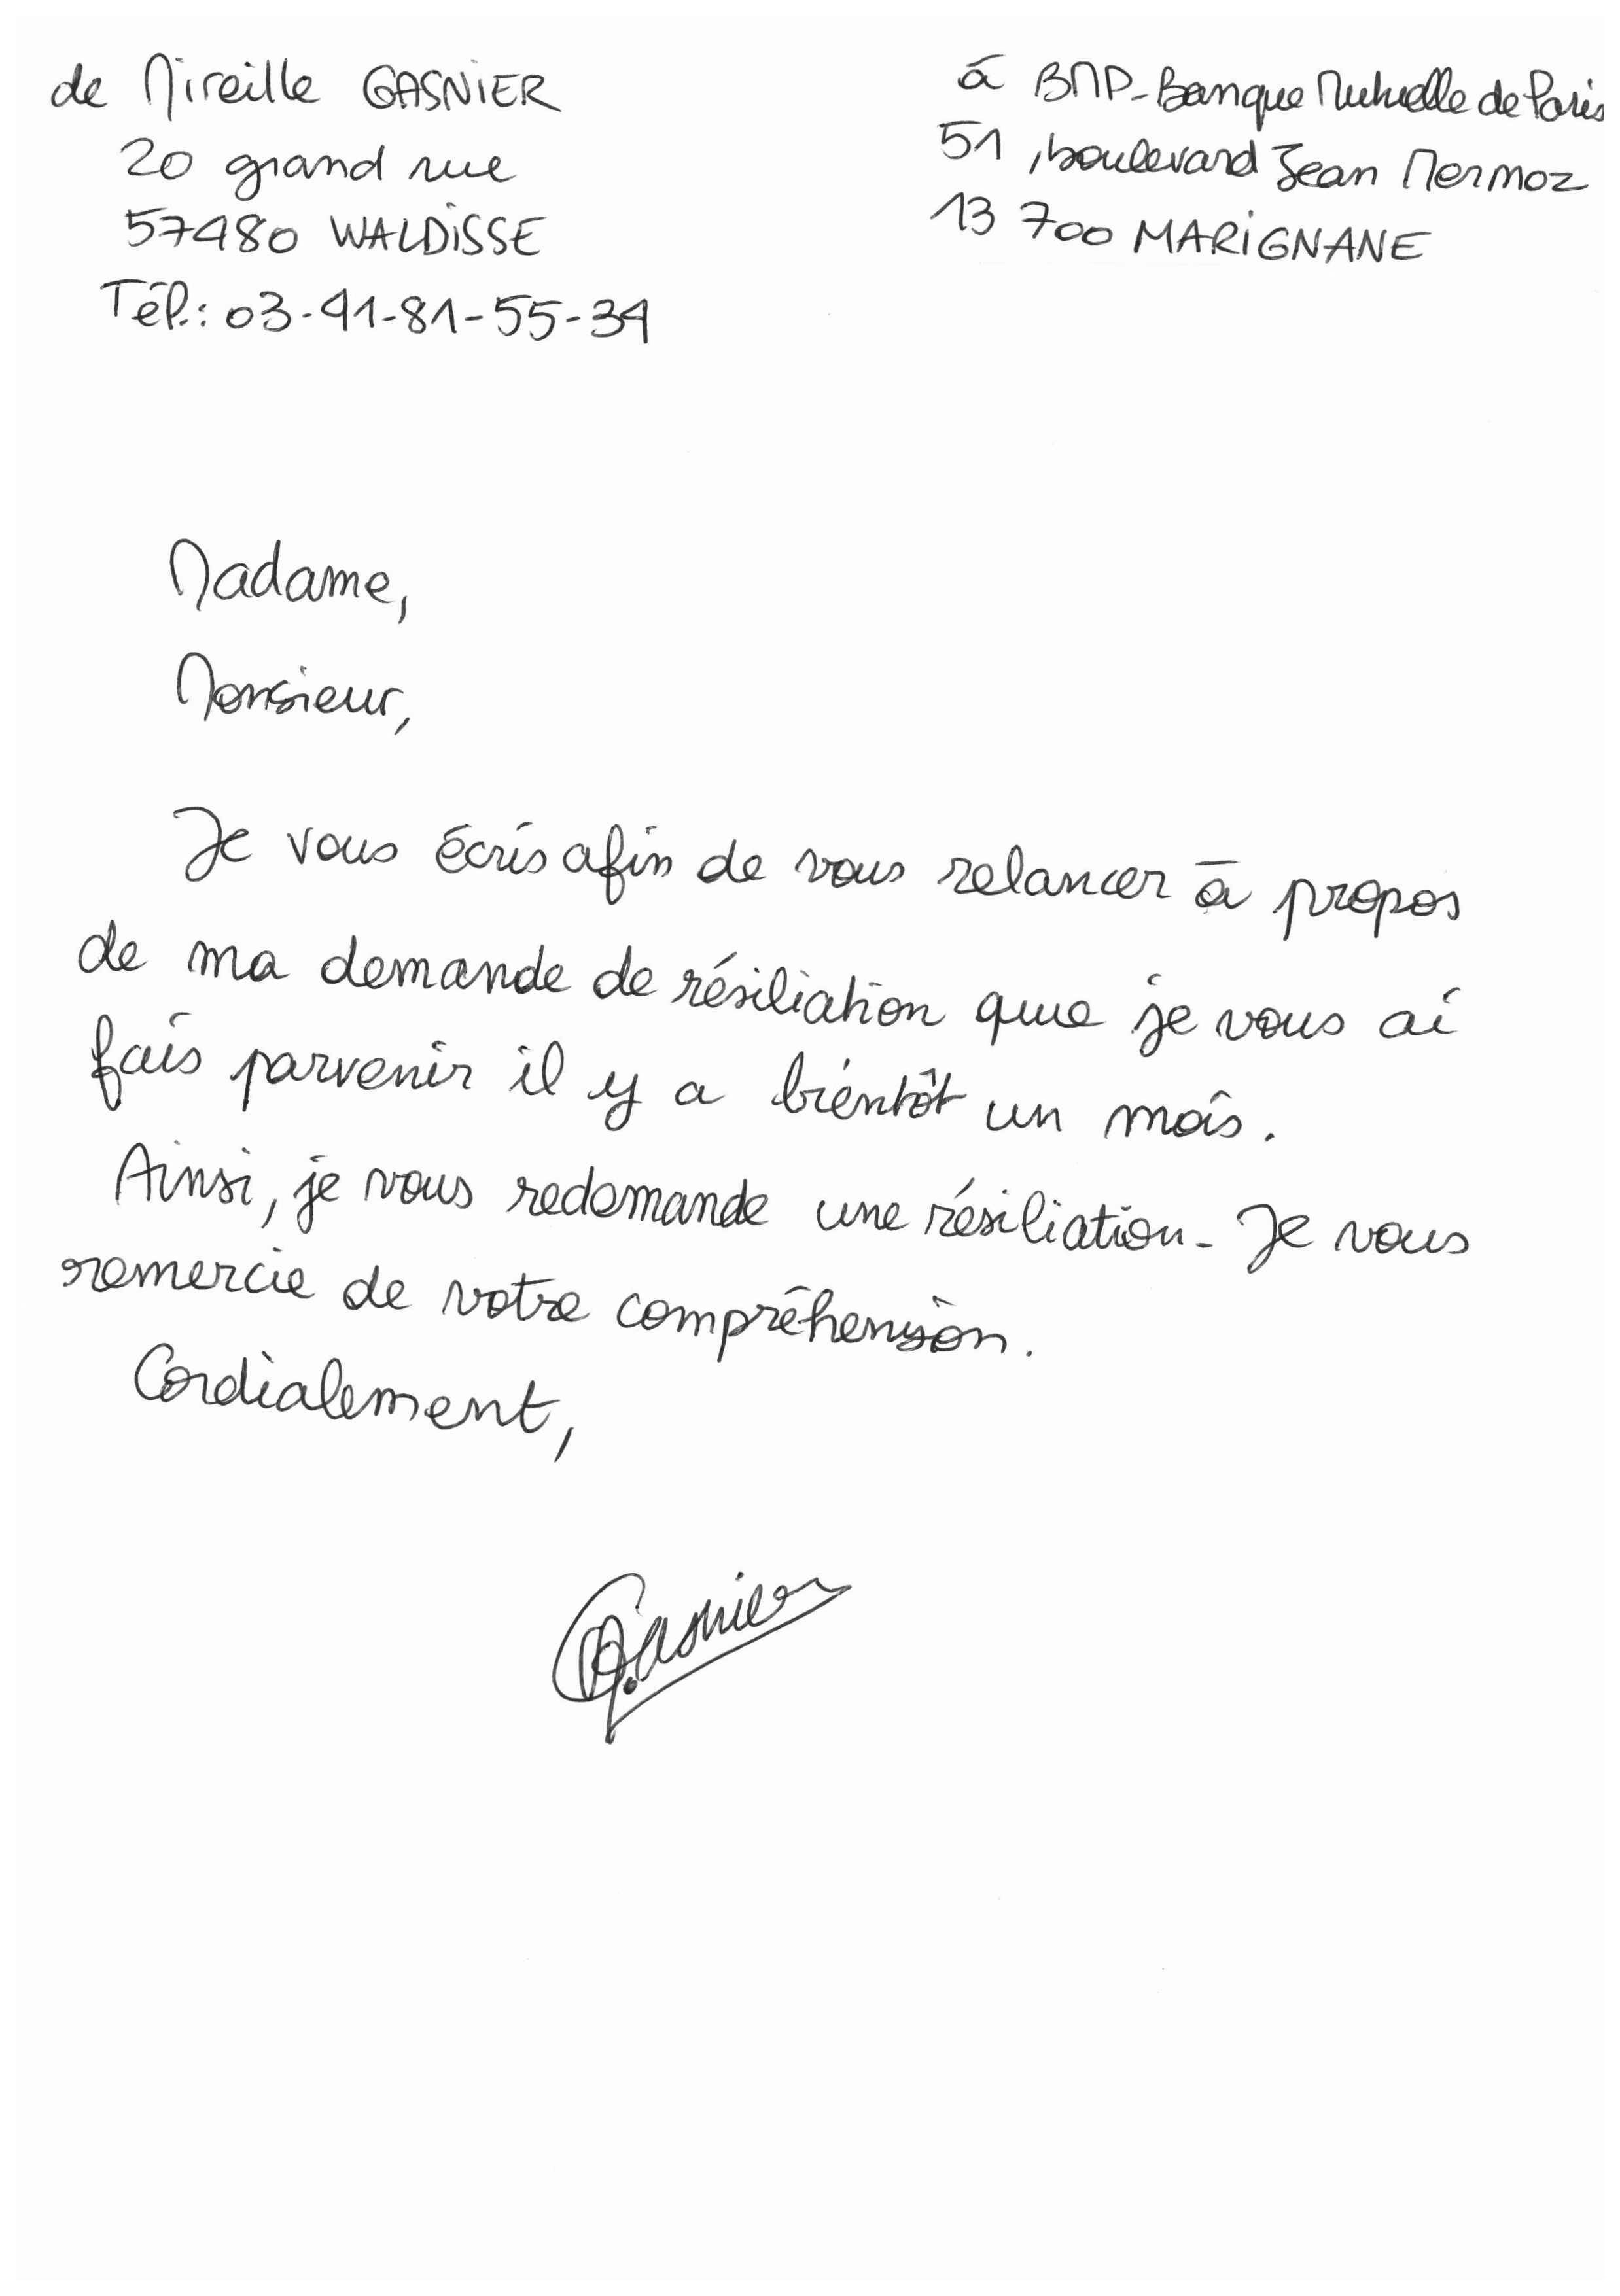 de Mireille GASNIER
20 grand rue
57480 WALDISSE
Tél.: 03-41-81-55-34
à BMP-Banque Mutuelle de Paris
51, boulevard Jean Mermoz
13 700 MARIGNANE
Madame,
Monsieur,
Je vous écris afin de vous relancer à propos
de ma demande de résiliation que je vous ai
fais parvenir il y a bientôt un mois.
Ainsi, je vous redemande une résiliation. Je vous
remercie de votre compréhension.
Cordialement,
Gasnier